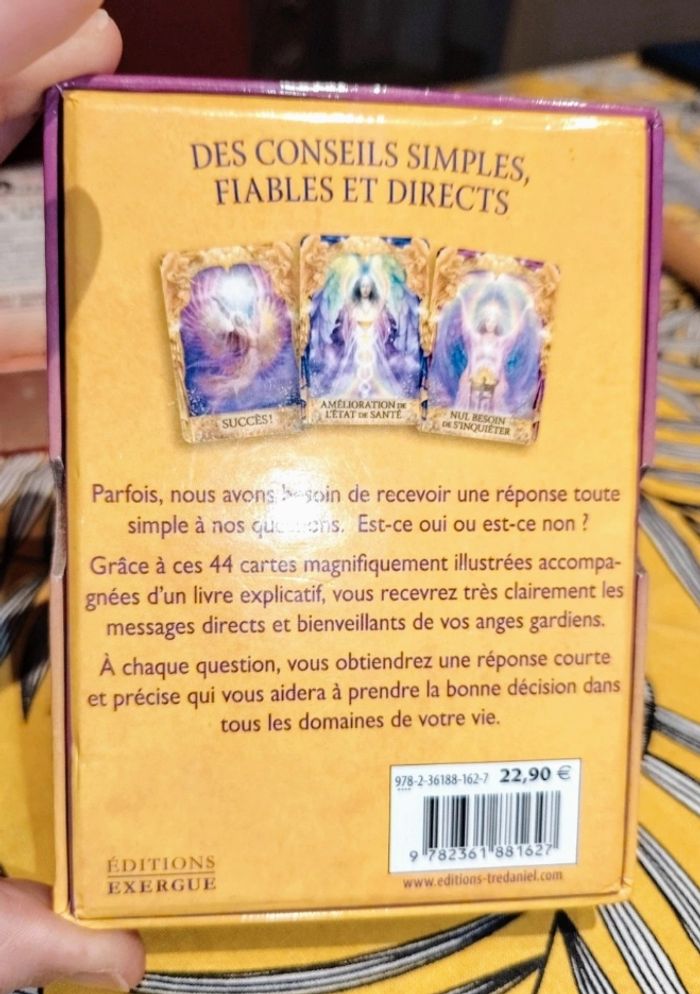 DES CONSEILS SIMPLES,
FIABLES ET DIRECTS
SUCCÈS!
AMÉLIORATION DE
L'ÉTAT DE SANTÉ
NUL BESOIN
DE S'INQUIÉTER
Parfois, nous avons besoin de recevoir une réponse toute
simple à nos questions. Est-ce oui ou est-ce non ?
Grâce à ces 44 cartes magnifiquement illustrées accompa-
gnées d'un livre explicatif, vous recevrez très clairement les
messages directs et bienveillants de vos anges gardiens.
À chaque question, vous obtiendrez une réponse courte
et précise qui vous aidera à prendre la bonne décision dans
tous les domaines de votre vie.
978-2-36188-162-7 22,90 €
9 782361 881627
ÉDITIONS
EXERGUE
www.editions-tredaniel.com